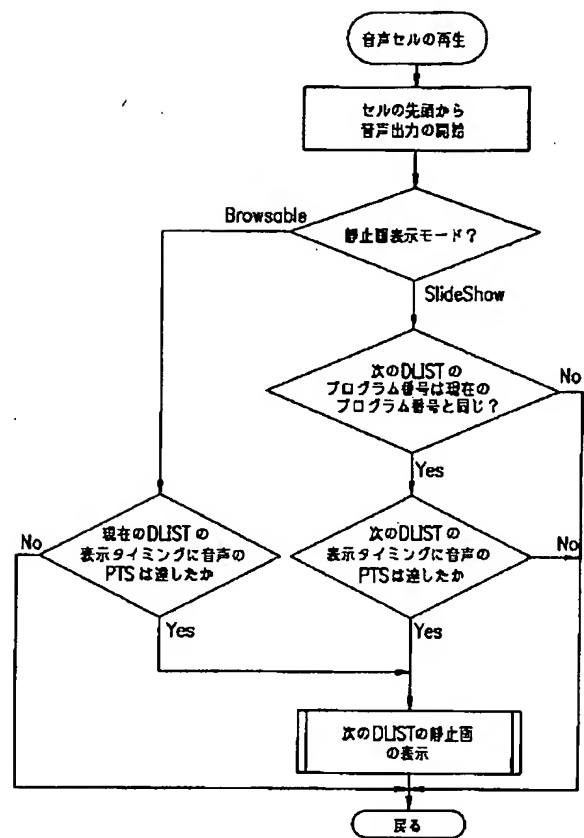 音声セルの再生
セルの先頭から
音声出力の開始
Browsable
静止画表示モード?
SlideShow
次のDLISTの
プログラム番号は現在の
プログラム番号と同じ?
No
Yes
No
現在のDLISTの
表示タイミングに音声の
PTSは達したか
次のDLISTの
表示タイミングに音声の
PTSは達したか
No
Yes
Yes
次のDLISTの静止画
の表示
戻る